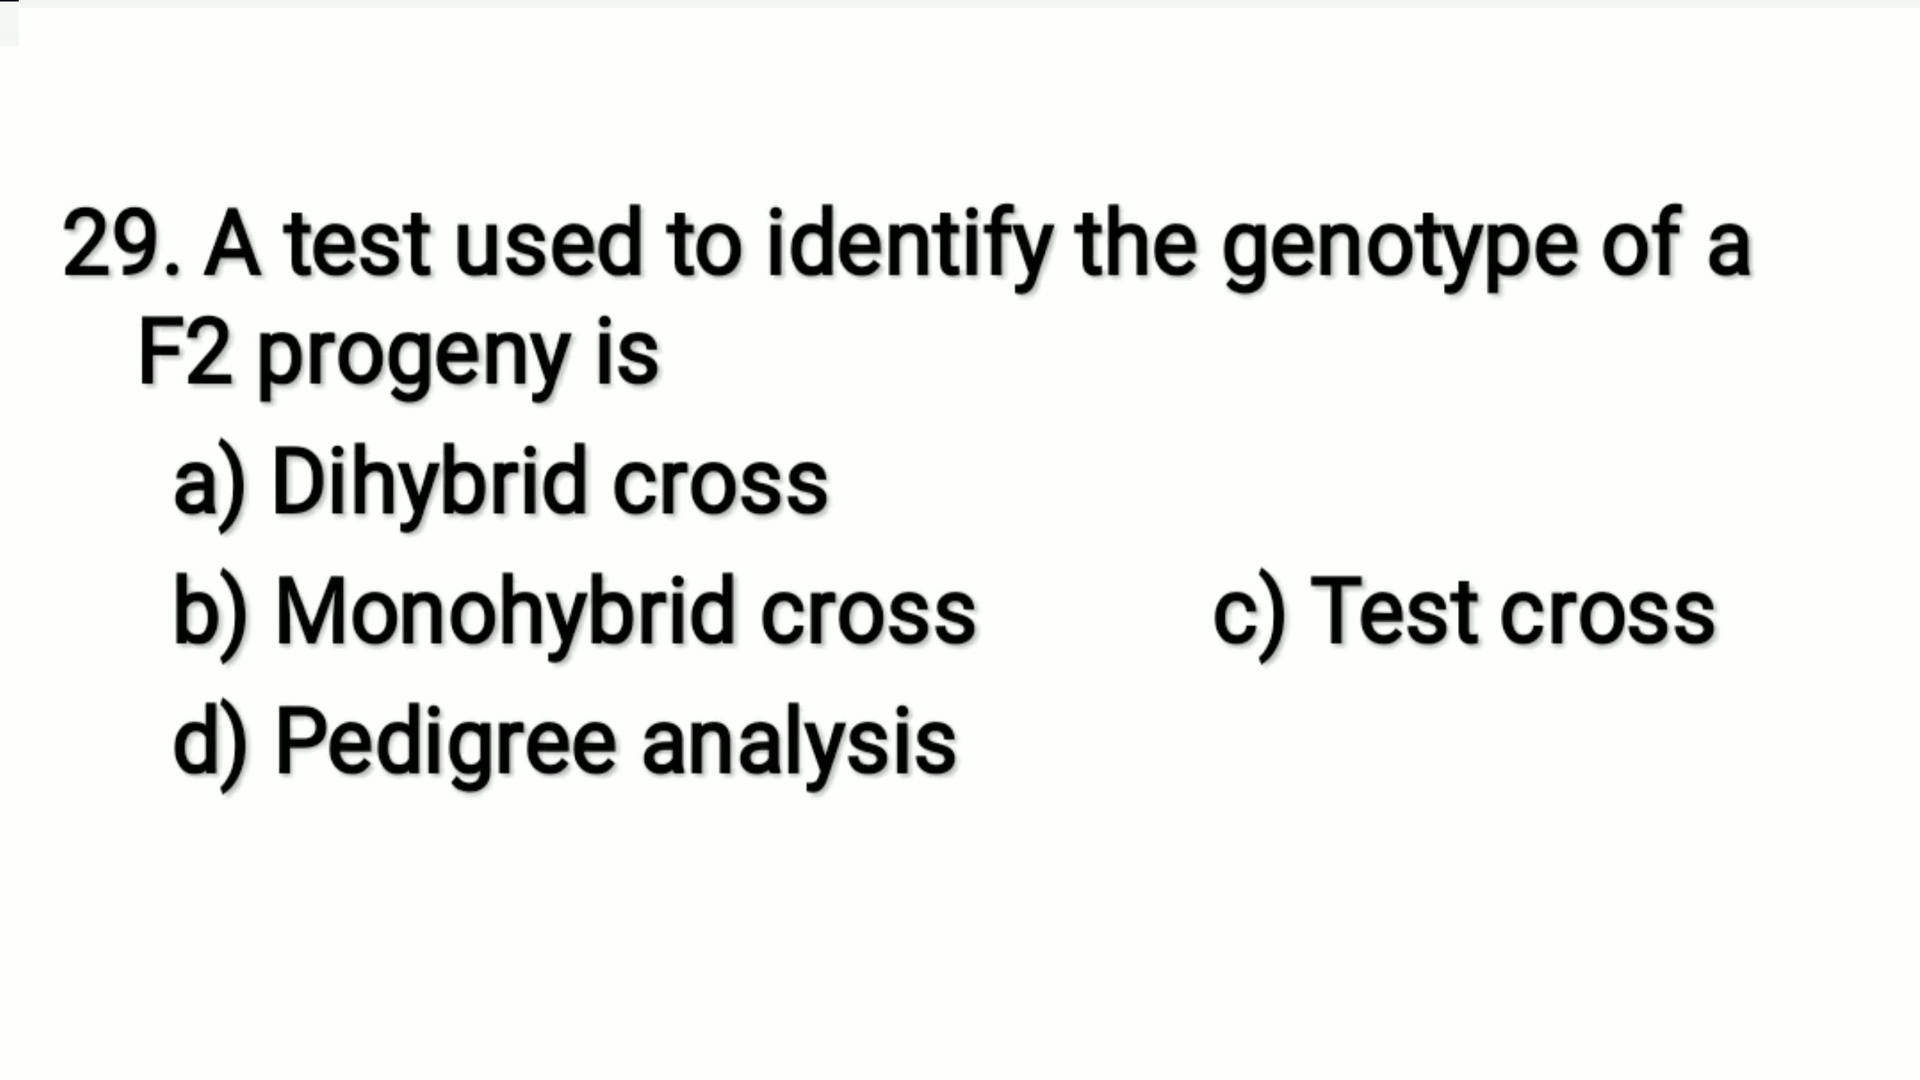 29. A test used to identify the genotype of a
F2 progeny is
a) Dihybrid cross
b) Monohybrid cross c) Test cross
d) Pedigree analysis